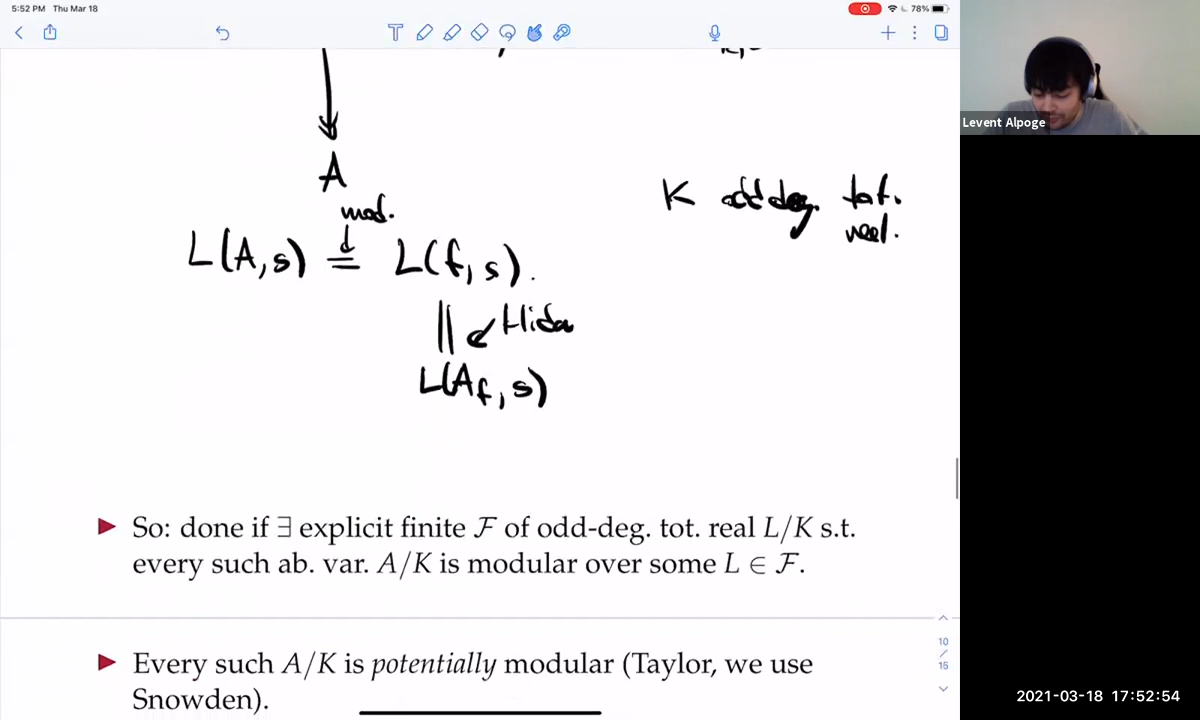 5:52 PM Thu Mar 18
78%
A
mod.
K odd deg. tot.
real.
L(A,s) = L(f,s).
|| Hida
L(A_f,s)
▶ So: done if ∃ explicit finite ℱ of odd-deg. tot. real L/K s.t.
every such ab. var. A/K is modular over some L ∈ ℱ.
10
/
15
▶ Every such A/K is potentially modular (Taylor, we use
Snowden).
Levent Alpoge
2021-03-18 17:52:54